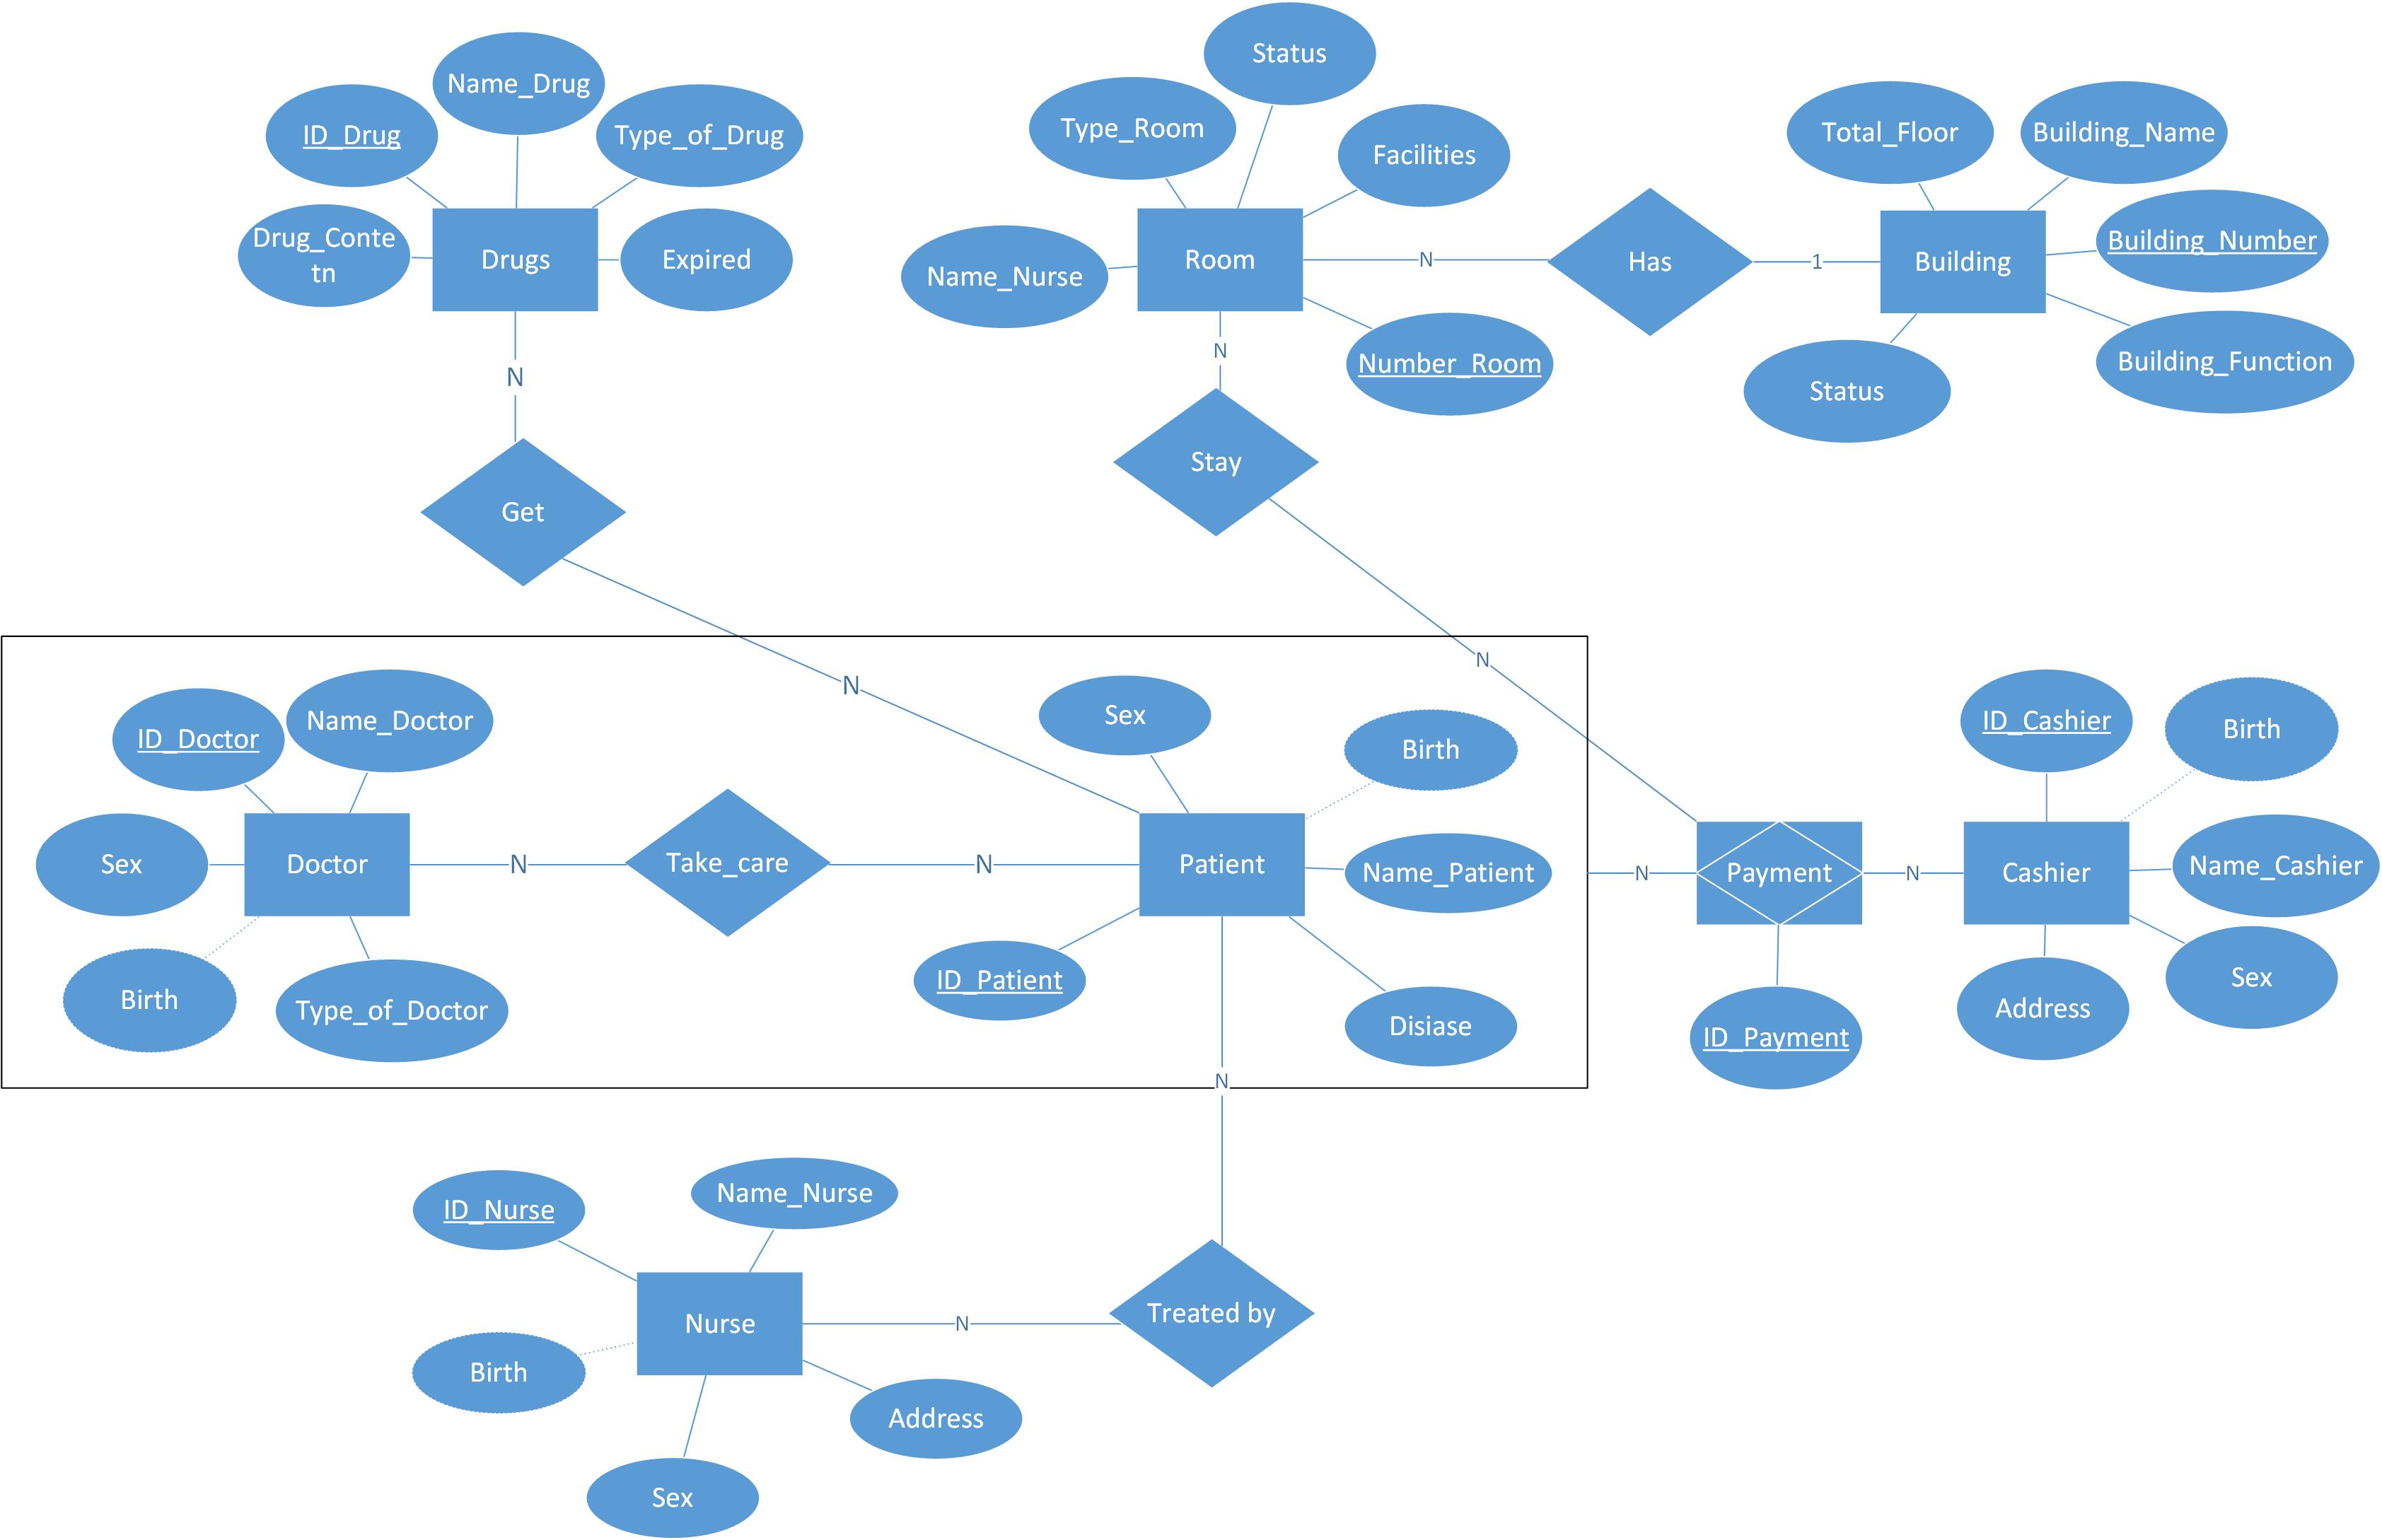 Status
Name_Drug
Type_Room
Total_Floor
Building_Name
ID_Drug
Type_of_Drug
Facilities
Drug_Conte
tn
Drugs
Expired
Name_Nurse
Room
N
Has
1
Building
Building_Number
N
N
Number_Room
Building_Function
Status
Get
Stay
N
N
ID_Doctor
Name_Doctor
Sex
Birth
ID_Cashier
Birth
Sex
Doctor
N
Take_care
N
Patient
Name_Patient
N
Payment
N
Cashier
Name_Cashier
Birth
Type_of_Doctor
ID_Patient
Disiase
ID_Payment
Address
Sex
N
ID_Nurse
Name_Nurse
Nurse
N
Treated by
Birth
Address
Sex